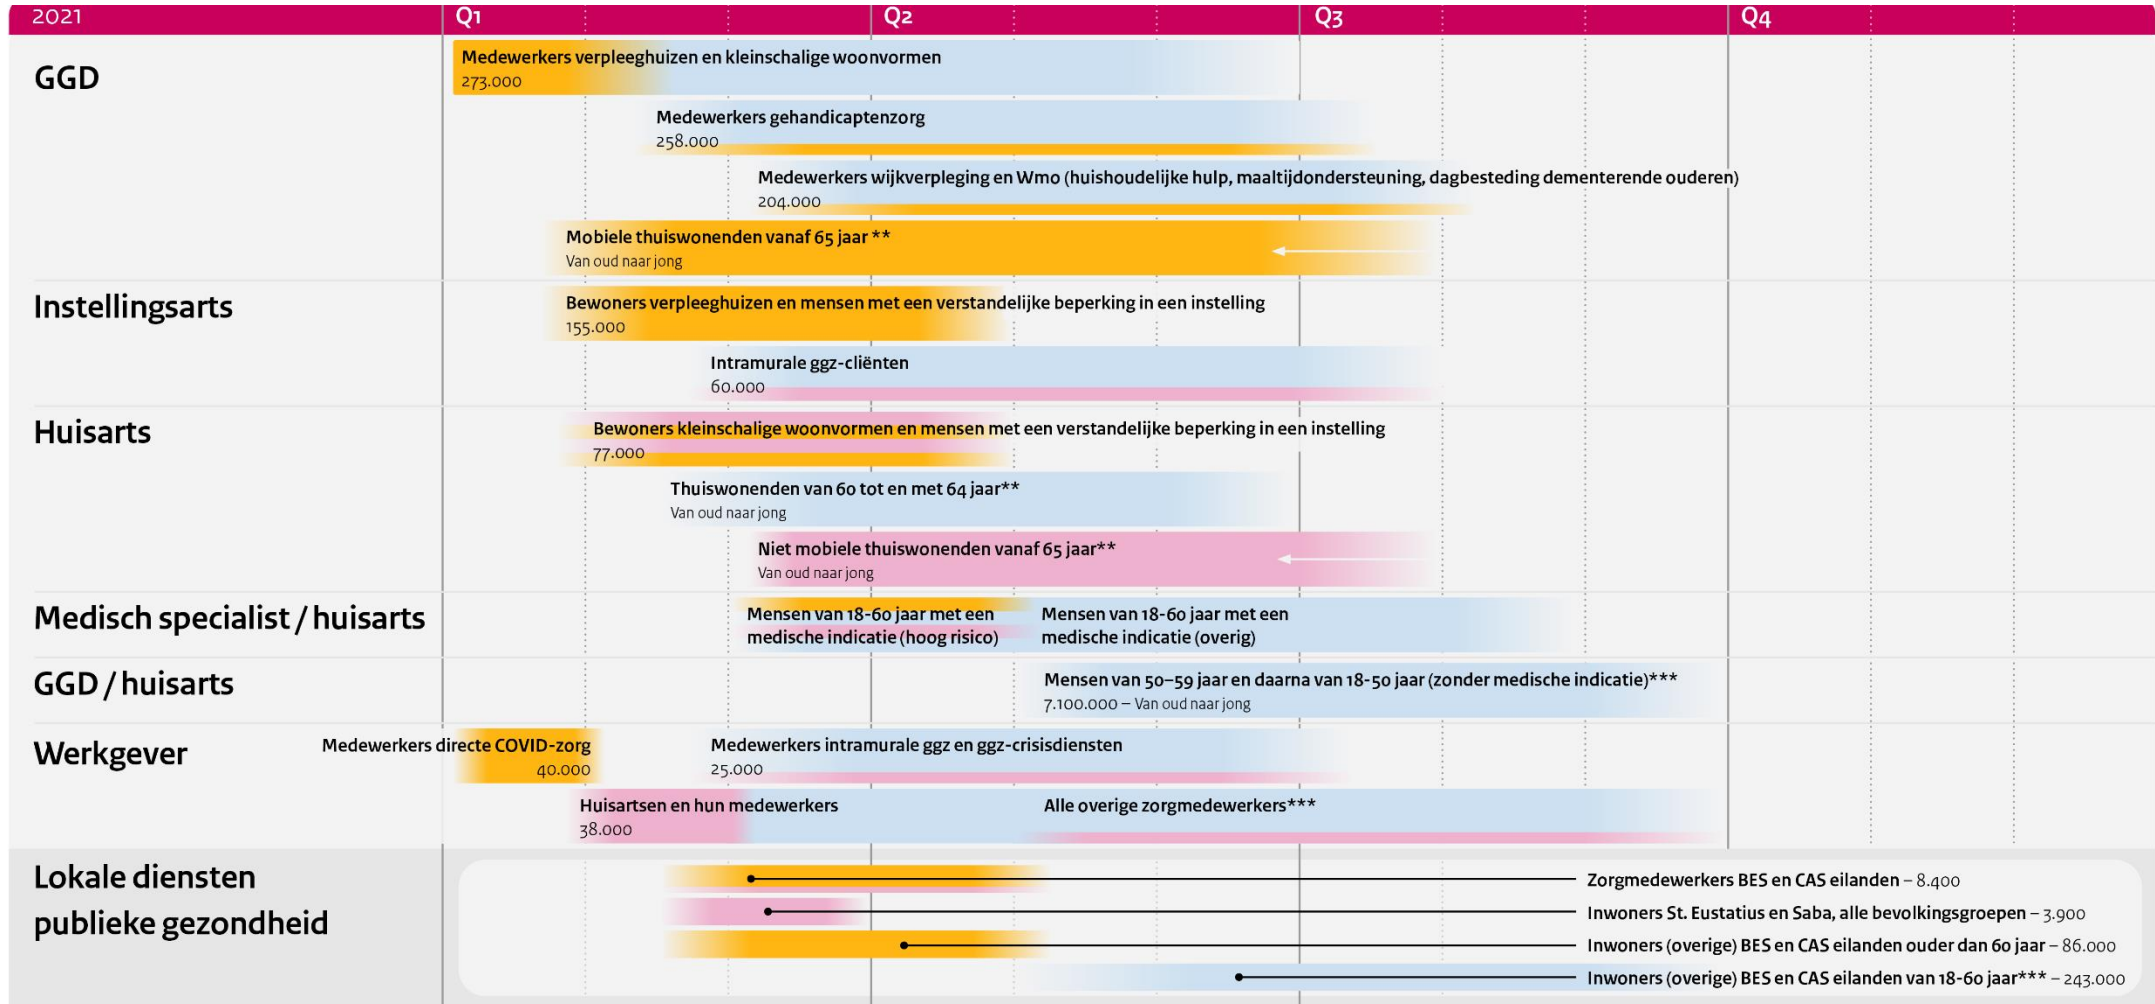 2021 Q1 Q2 Q3 Q4
GGD
Medewerkers verpleeghuizen en kleinschalige woonvormen
273.000
Medewerkers gehandicaptenzorg
258.000
Medewerkers wijkverpleging en Wmo (huishoudelijke hulp, maaltijdondersteuning, dagbesteding dementerende ouderen)
204.000
Mobiele thuiswonenden vanaf 65 jaar **
Van oud naar jong
Instellingsarts
Bewoners verpleeghuizen en mensen met een verstandelijke beperking in een instelling
155.000
Intramurale ggz-cliënten
60.000
Huisarts
Bewoners kleinschalige woonvormen en mensen met een verstandelijke beperking in een instelling
77.000
Thuiswonenden van 60 tot en met 64 jaar**
Van oud naar jong
Niet mobiele thuiswonenden vanaf 65 jaar**
Van oud naar jong
Medisch specialist / huisarts
Mensen van 18-60 jaar met een
medische indicatie (hoog risico)
Mensen van 18-60 jaar met een
medische indicatie (overig)
GGD / huisarts
Mensen van 50–59 jaar en daarna van 18-50 jaar (zonder medische indicatie)***
7.100.000 – Van oud naar jong
Werkgever
Medewerkers directe COVID-zorg
40.000
Medewerkers intramurale ggz en ggz-crisisdiensten
25.000
Huisartsen en hun medewerkers
38.000
Alle overige zorgmedewerkers***
Lokale diensten
publieke gezondheid
Zorgmedewerkers BES en CAS eilanden – 8.400
Inwoners St. Eustatius en Saba, alle bevolkingsgroepen – 3.900
Inwoners (overige) BES en CAS eilanden ouder dan 60 jaar – 86.000
Inwoners (overige) BES en CAS eilanden van 18-60 jaar*** – 243.000